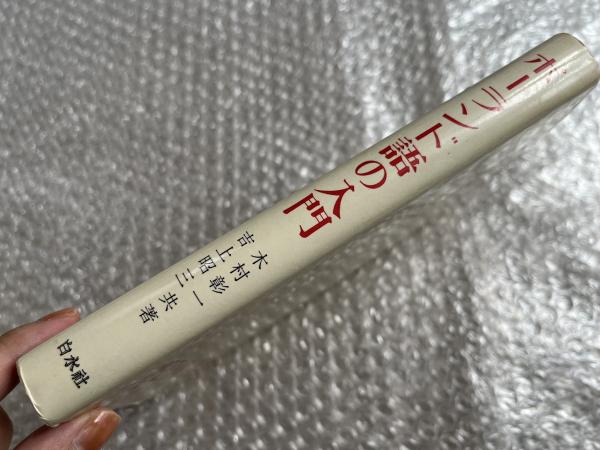 ポーランド語の入門
木村彰一
吉上昭三
共著
白水社